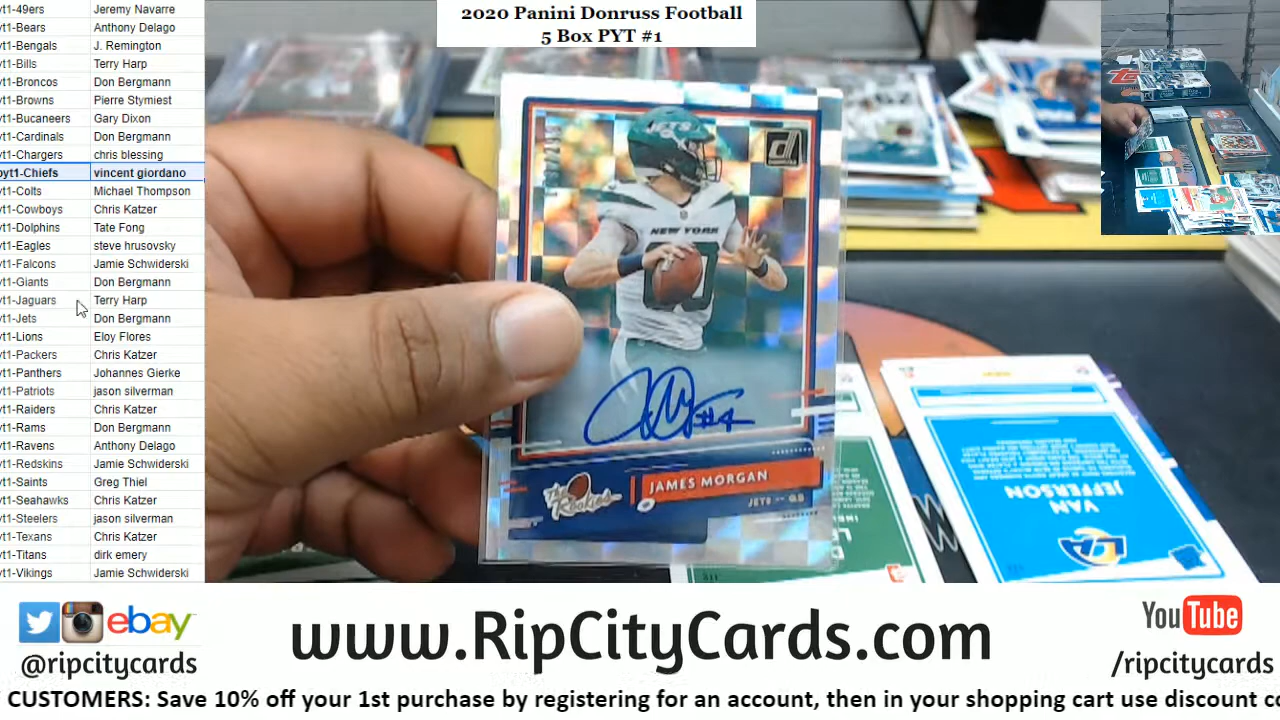 2020 Panini Donruss Football
5 Box PYT #1
yt1-49ers Jeremy Navarre
yt1-Bears Anthony Delago
yt1-Bengals J. Remington
yt1-Bills Terry Harp
yt1-Broncos Don Bergmann
yt1-Browns Pierre Stymiest
yt1-Bucaneers Gary Dixon
yt1-Cardinals Don Bergmann
yt1-Chargers chris blessing
pyt1-Chiefs vincent giordano
yt1-Colts Michael Thompson
yt1-Cowboys Chris Katzer
yt1-Dolphins Tate Fong
yt1-Eagles steve hrusovsky
yt1-Falcons Jamie Schwiderski
yt1-Giants Don Bergmann
yt1-Jaguars Terry Harp
yt1-Jets Don Bergmann
yt1-Lions Eloy Flores
yt1-Packers Chris Katzer
yt1-Panthers Johannes Gierke
yt1-Patriots jason silverman
yt1-Raiders Chris Katzer
yt1-Rams Don Bergmann
yt1-Ravens Anthony Delago
yt1-Redskins Jamie Schwiderski
yt1-Saints Greg Thiel
yt1-Seahawks Chris Katzer
yt1-Steelers jason silverman
yt1-Texans Chris Katzer
yt1-Titans dirk emery
yt1-Vikings Jamie Schwiderski
JETS
d
NEW YORK
#4
The Rookies
JAMES MORGAN
JETS — QB
VAN
JEFFERSON
LA
ebay
@ripcitycards
www.RipCityCards.com
YouTube
/ripcitycards
CUSTOMERS: Save 10% off your 1st purchase by registering for an account, then in your shopping cart use discount co